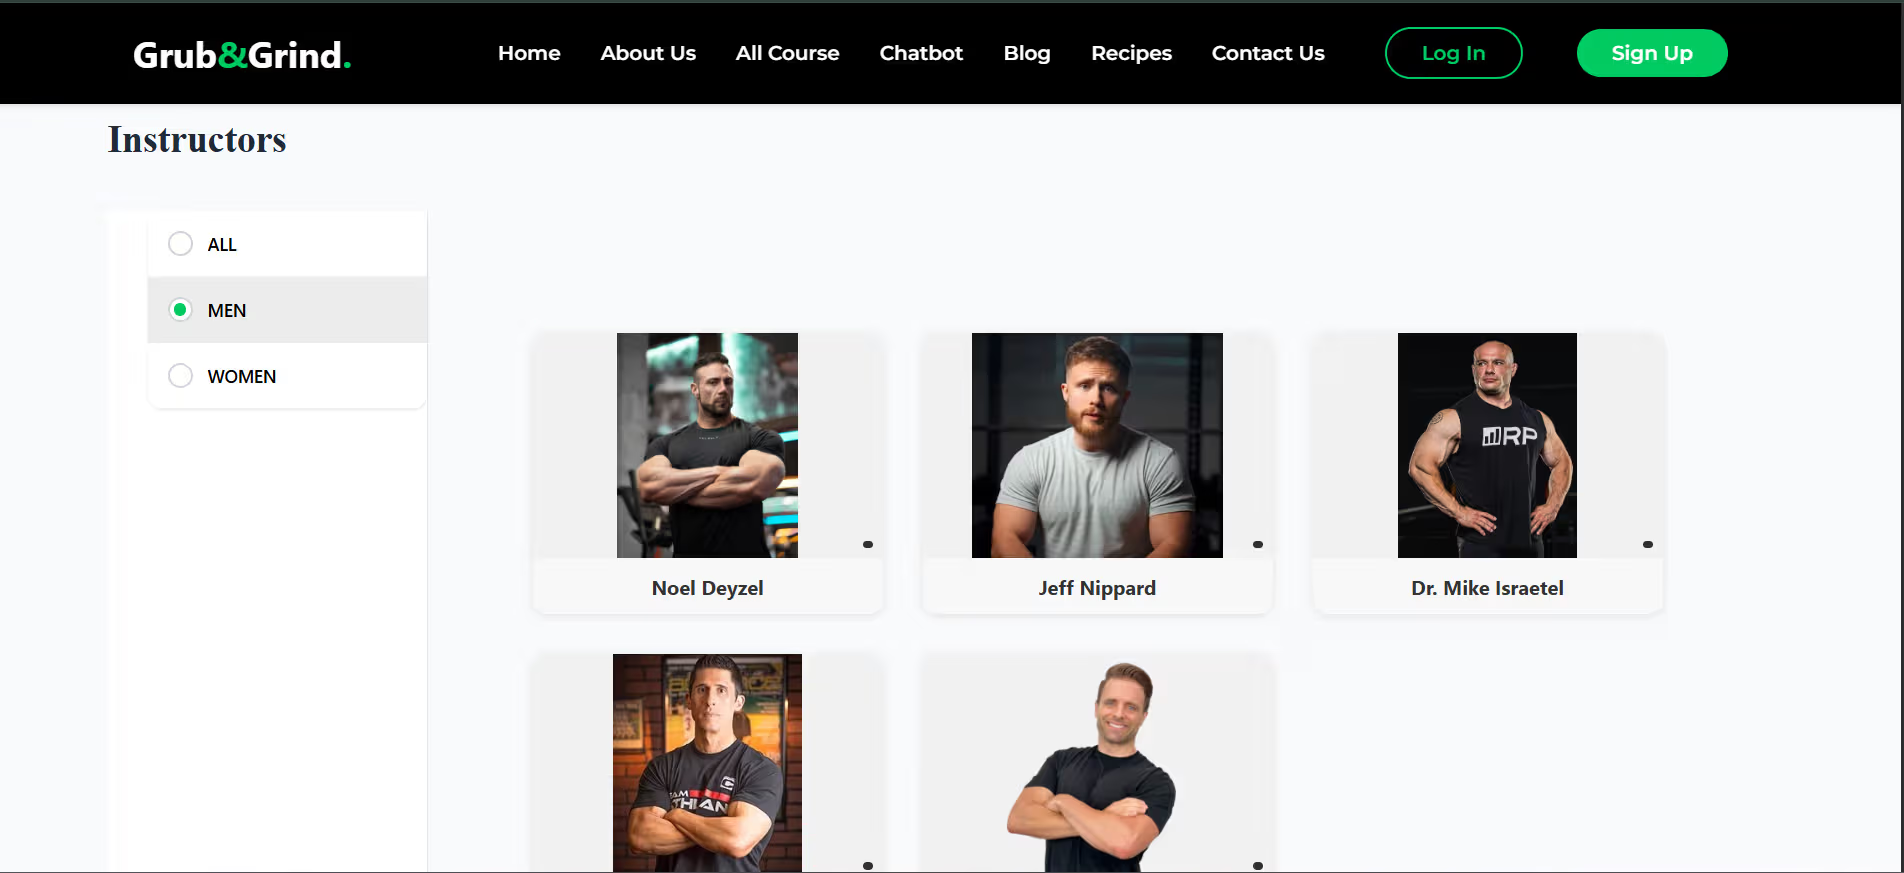 Grub&Grind.
Home About Us All Course Chatbot Blog Recipes Contact Us Log In Sign Up
Instructors
ALL
MEN
WOMEN
RP
Noel Deyzel Jeff Nippard Dr. Mike Israetel